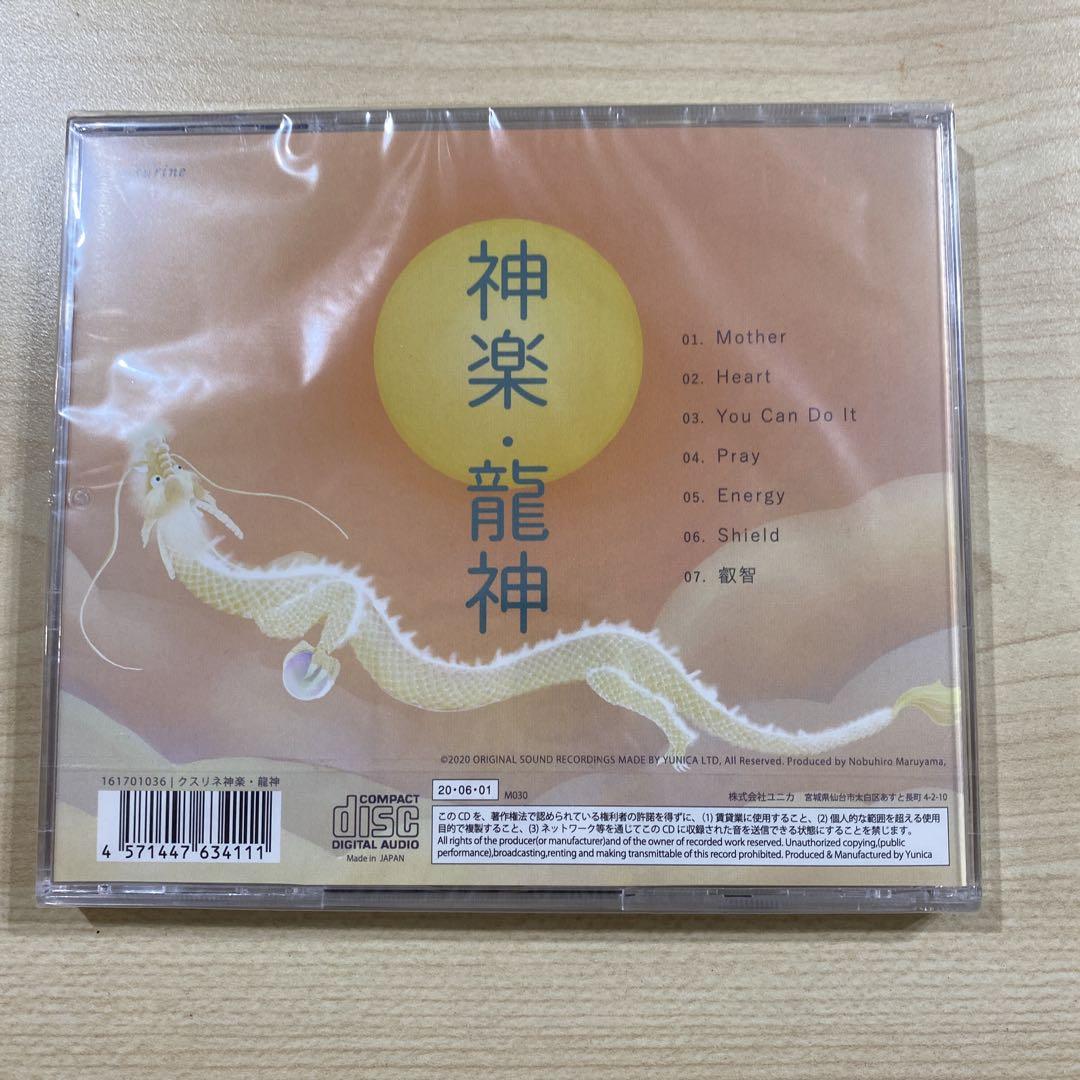 surine
神楽・龍神
01. Mother
02. Heart
03. You Can Do It
04. Pray
05. Energy
06. Shield
07. 叡智
©2020 ORIGINAL SOUND RECORDINGS MADE BY YUNICA LTD, All Reserved. Produced by Nobuhiro Maruyama,
161701036 | クスリネ神楽・龍神
4 571447 634111
COMPACT
disc
DIGITAL AUDIO
Made in JAPAN
20・06・01
M030
株式会社ユニカ 宮城県仙台市太白区あすと長町 4-2-10
この CD を、著作権法で認められている権利者の許諾を得ずに、(1) 賃貸業に使用すること、(2) 個人的な範囲を超える使用
目的で複製すること、(3) ネットワーク等を通じてこの CD に収録された音を送信できる状態にすることを禁じます。
All rights of the producer(or manufacturer)and of the owner of recorded work reserved. Unauthorized copying,(public
performance),broadcasting,renting and making transmittable of this record prohibited. Produced & Manufactured by Yunica